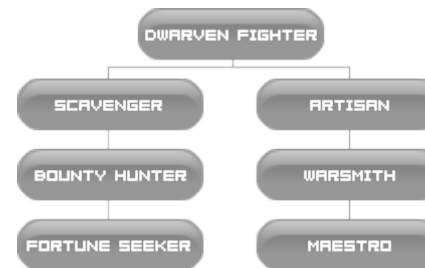 DWARVEN FIGHTER
SCAVENGER
ARTISAN
BOUNTY HUNTER
WARSMITH
FORTUNE SEEKER
MAESTRO